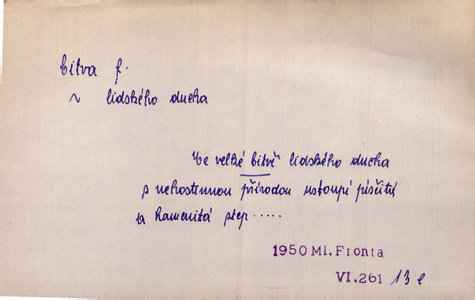 bitva f.
~ lidského ducha
Ve velké bitvě lidského ducha
s nehostinnou přírodou ustoupí písčitá
a kamenitá step.....
1950 Ml. Fronta
VI.261 13 e